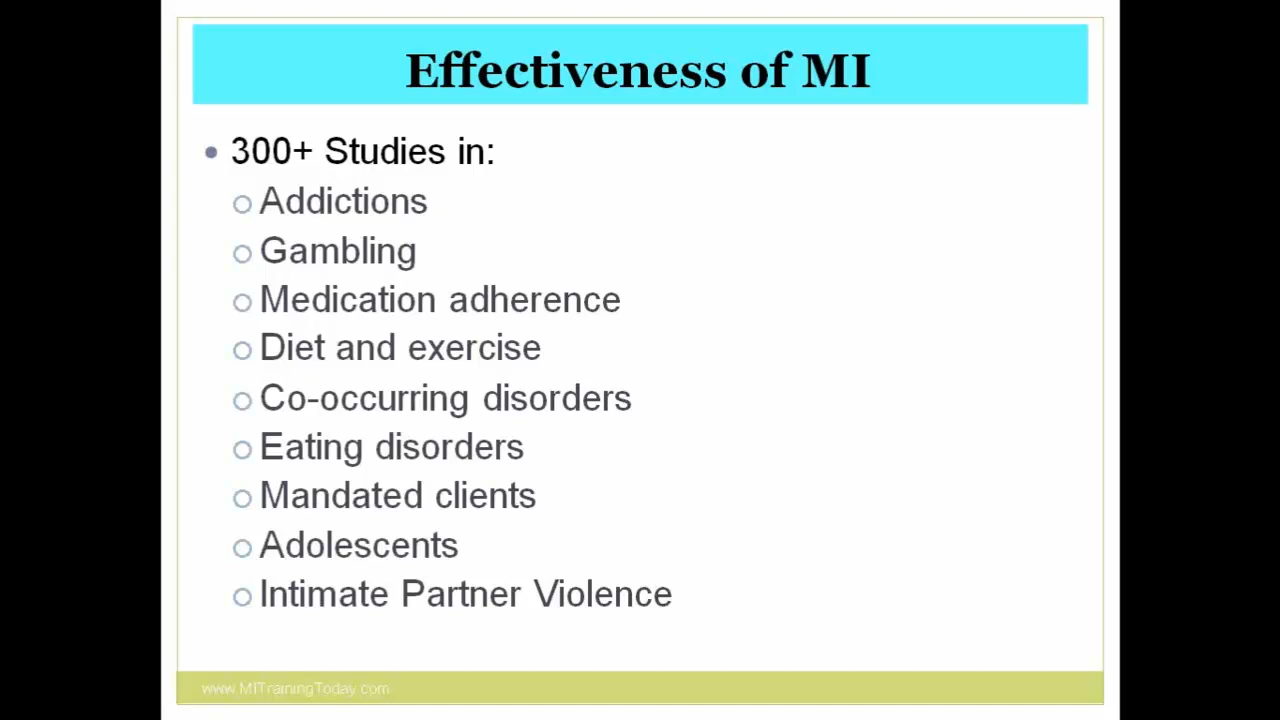 Effectiveness of MI
300+ Studies in:
Addictions
Gambling
Medication adherence
Diet and exercise
Co-occurring disorders
Eating disorders
Mandated clients
Adolescents
Intimate Partner Violence
www.MITrainingToday.com